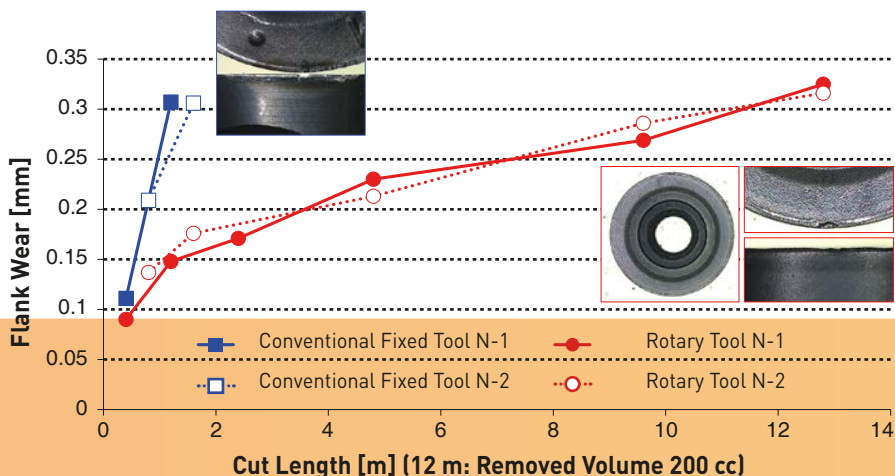 0.35
0.3
0.25
0.2
0.15
0.1
0.05
0
Flank Wear [mm]
Conventional Fixed Tool N-1
Rotary Tool N-1
Conventional Fixed Tool N-2
Rotary Tool N-2
0 2 4 6 8 10 12 14
Cut Length [m] (12 m: Removed Volume 200 cc)